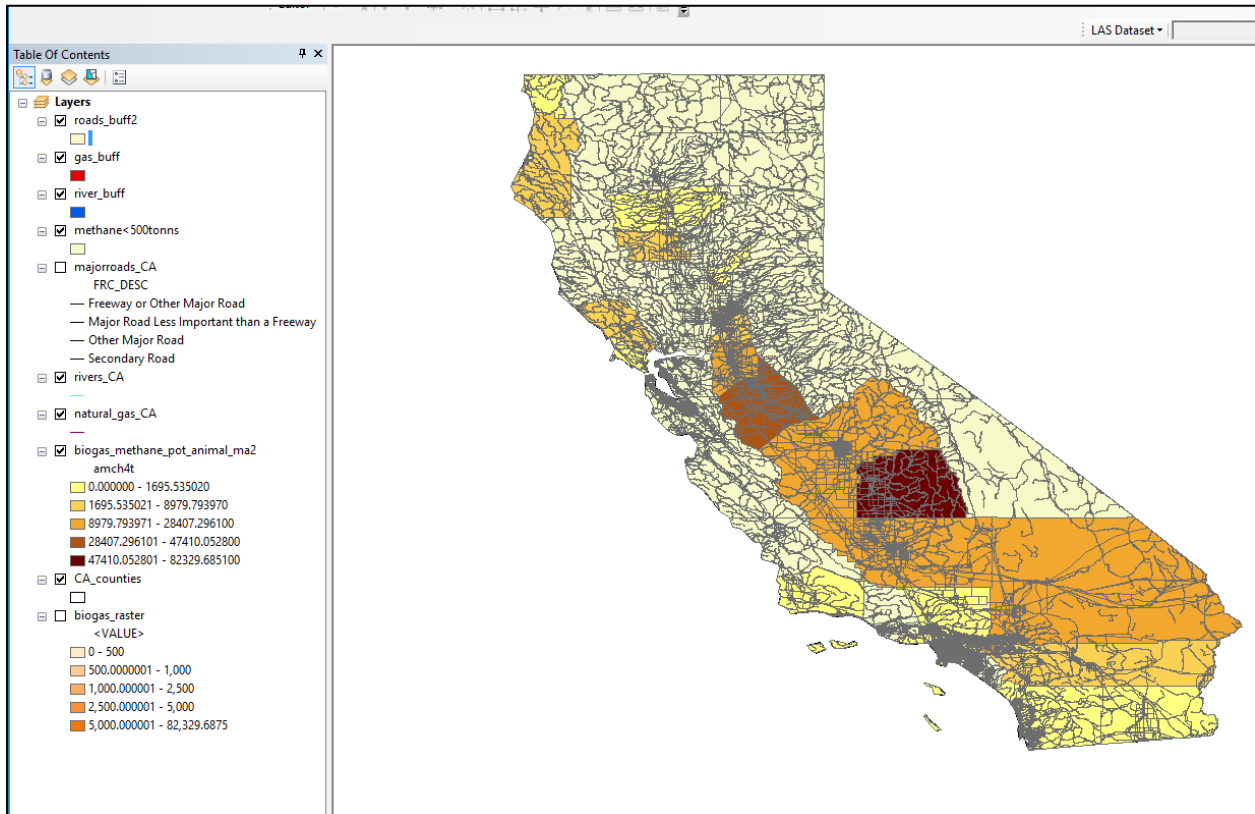 LAS Dataset
Table Of Contents
Layers
roads_buff2
gas_buff
river_buff
methane<500tonns
majorroads_CA
FRC_DESC
Freeway or Other Major Road
Major Road Less Important than a Freeway
Other Major Road
Secondary Road
rivers_CA
natural_gas_CA
biogas_methane_pot_animal_ma2
amch4t
0.000000 - 1695.535020
1695.535021 - 8979.793970
8979.793971 - 28407.296100
28407.296101 - 47410.052800
47410.052801 - 82329.685100
CA_counties
biogas_raster
<VALUE>
0 - 500
500.0000001 - 1,000
1,000.000001 - 2,500
2,500.000001 - 5,000
5,000.000001 - 82,329.6875